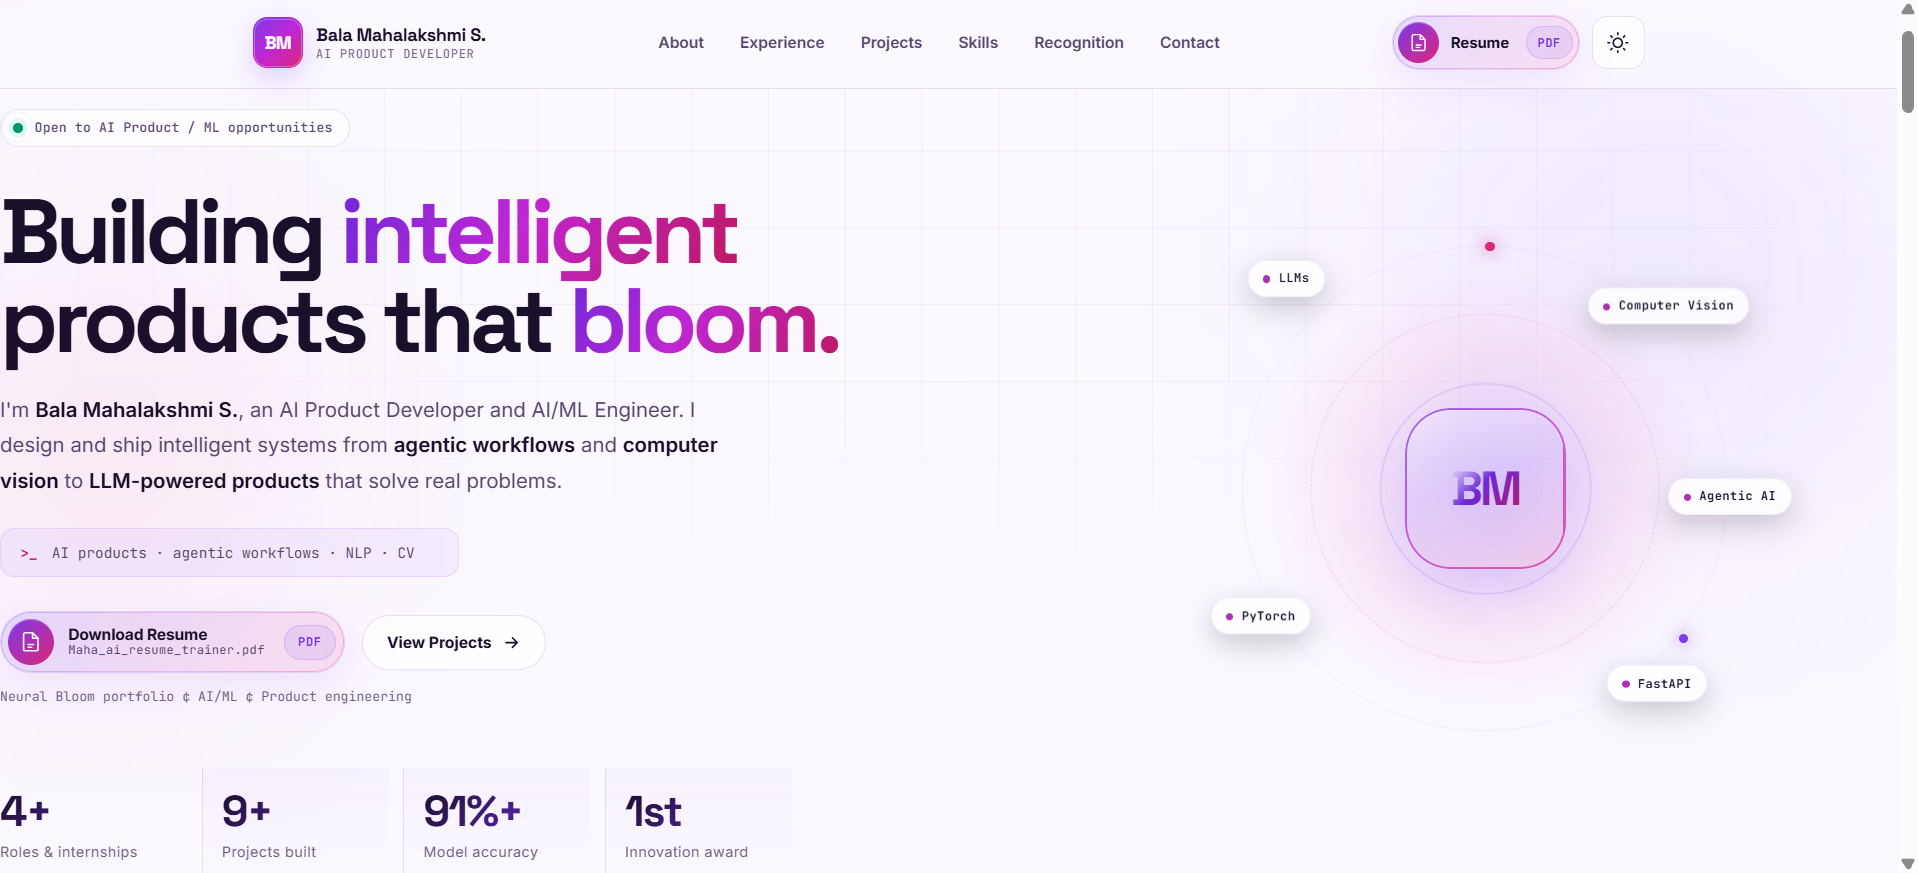 BM
Bala Mahalakshmi S.
AI PRODUCT DEVELOPER
About
Experience
Projects
Skills
Recognition
Contact
Resume
PDF
Open to AI Product / ML opportunities
Building intelligent
products that bloom.
I'm Bala Mahalakshmi S., an AI Product Developer and AI/ML Engineer. I
design and ship intelligent systems from agentic workflows and computer
vision to LLM-powered products that solve real problems.
>_ AI products · agentic workflows · NLP · CV
Download Resume
Maha_ai_resume_trainer.pdf
PDF
View Projects →
Neural Bloom portfolio ¢ AI/ML ¢ Product engineering
LLMs
Computer Vision
BM
Agentic AI
PyTorch
FastAPI
4+
Roles & internships
9+
Projects built
91%+
Model accuracy
1st
Innovation award